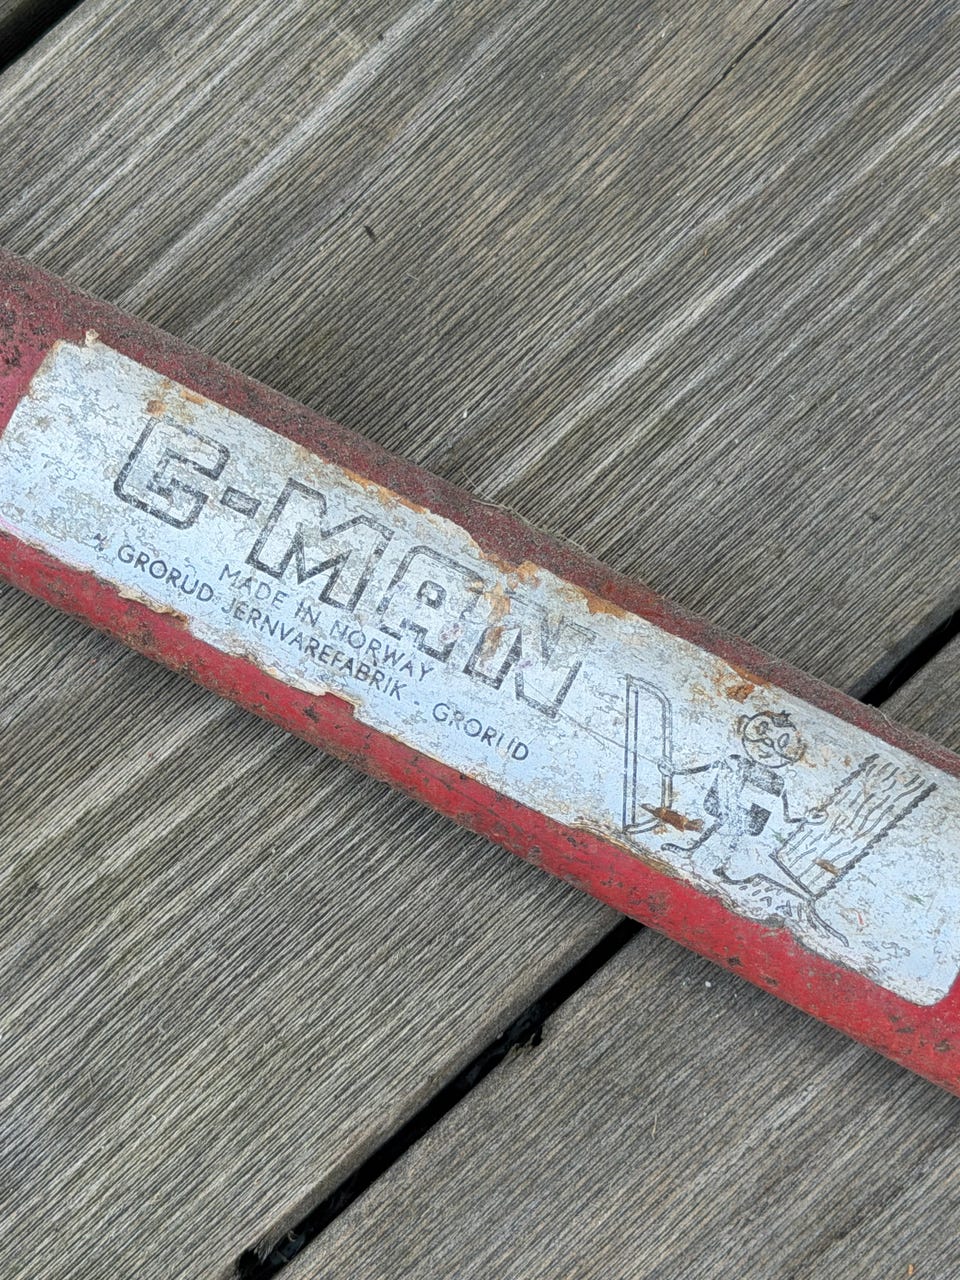 G-MAN
MADE IN NORWAY
A/ GRORUD JERNVAREFABRIK - GRORUD